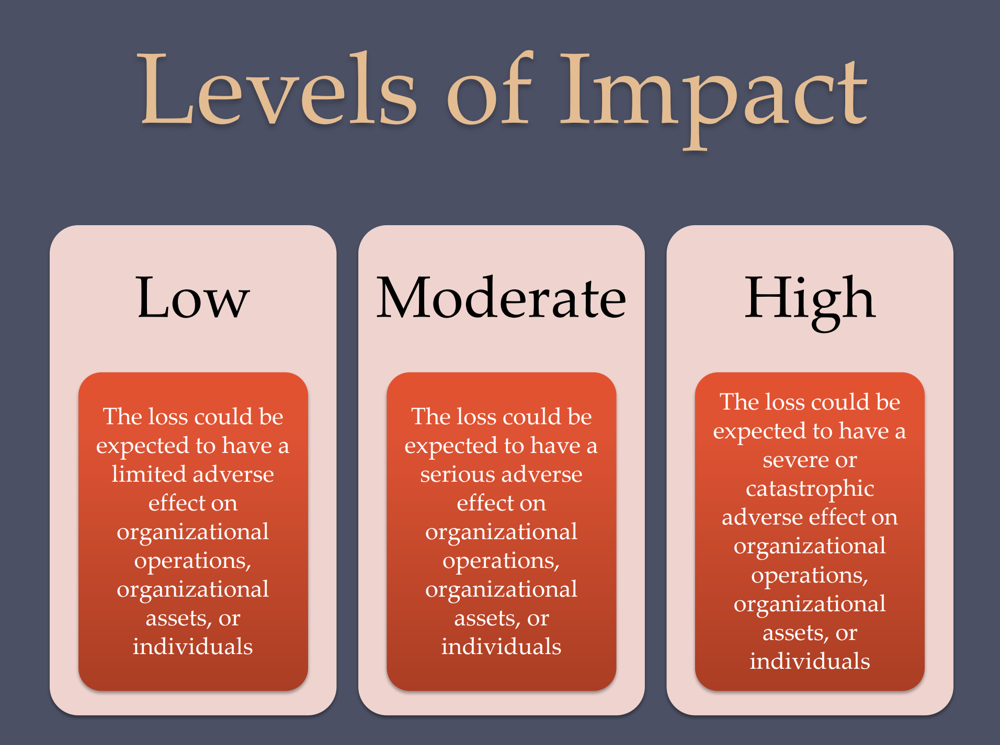 Levels of Impact
Low
The loss could be
expected to have a
limited adverse
effect on
organizational
operations,
organizational
assets, or
individuals
Moderate
The loss could be
expected to have a
serious adverse
effect on
organizational
operations,
organizational
assets, or
individuals
High
The loss could be
expected to have a
severe or
catastrophic
adverse effect on
organizational
operations,
organizational
assets, or
individuals